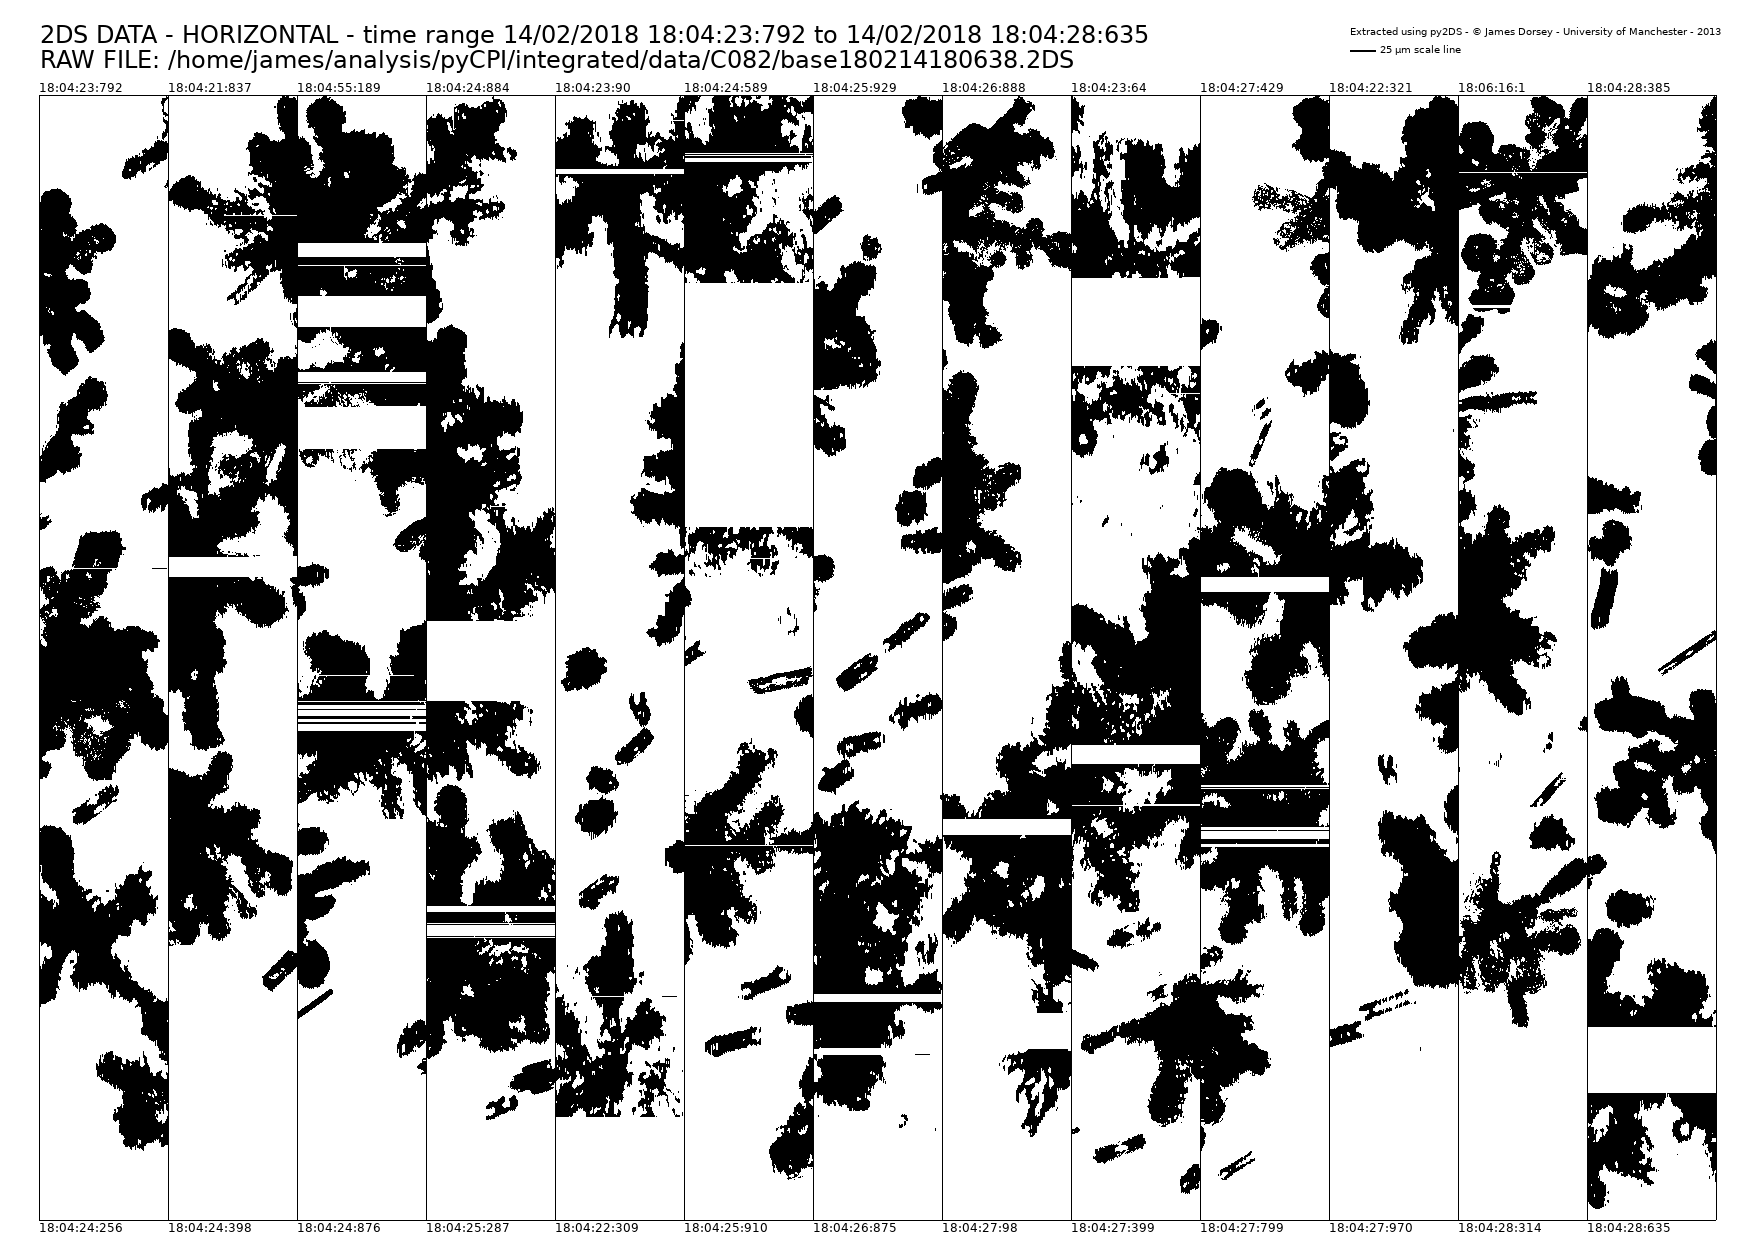 2DS DATA - HORIZONTAL - time range 14/02/2018 18:04:23:792 to 14/02/2018 18:04:28:635
RAW FILE: /home/james/analysis/pyCPI/integrated/data/C082/base180214180638.2DS
Extracted using py2DS - © James Dorsey - University of Manchester - 2013
25 µm scale line
18:04:23:792 18:04:21:837 18:04:55:189 18:04:24:884 18:04:23:90 18:04:24:589 18:04:25:929 18:04:26:888 18:04:23:64 18:04:27:429 18:04:22:321 18:06:16:1 18:04:28:385
18:04:24:256 18:04:24:398 18:04:24:876 18:04:25:287 18:04:22:309 18:04:25:910 18:04:26:875 18:04:27:98 18:04:27:399 18:04:27:799 18:04:27:970 18:04:28:314 18:04:28:635